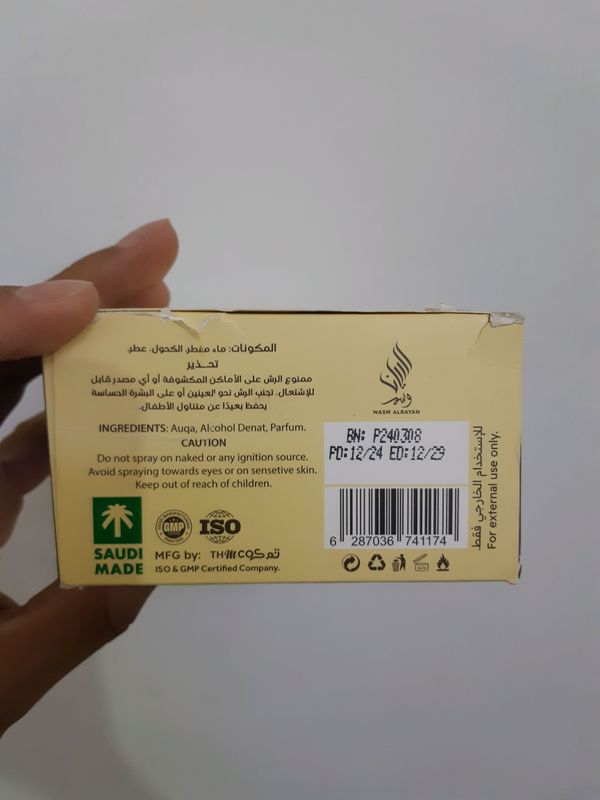 المكونات: ماء مقطر، الكحول، عطر.
تحـــذير
ممنوع الرش على الأماكن المكشوفة أو أي مصدر قابل
للإشتعال. تجنب الرش نحو العينين أو على البشرة الحساسة
يحفظ بعيدًا عن متناول الأطفال.
INGREDIENTS: Auqa, Alcohol Denat, Parfum.
CAUTION
Do not spray on naked or any ignition source.
Avoid spraying towards eyes or on sensetive skin.
Keep out of reach of children.
SAUDI
MADE
GMP
ISO
MFG by: THMCO تمكو
ISO & GMP Certified Company.
WASM ALRAYAN
BN: P240308
PD:12/24 ED:12/29
6 287036 741174
للإستخدام الخارجي فقط.
For external use only.